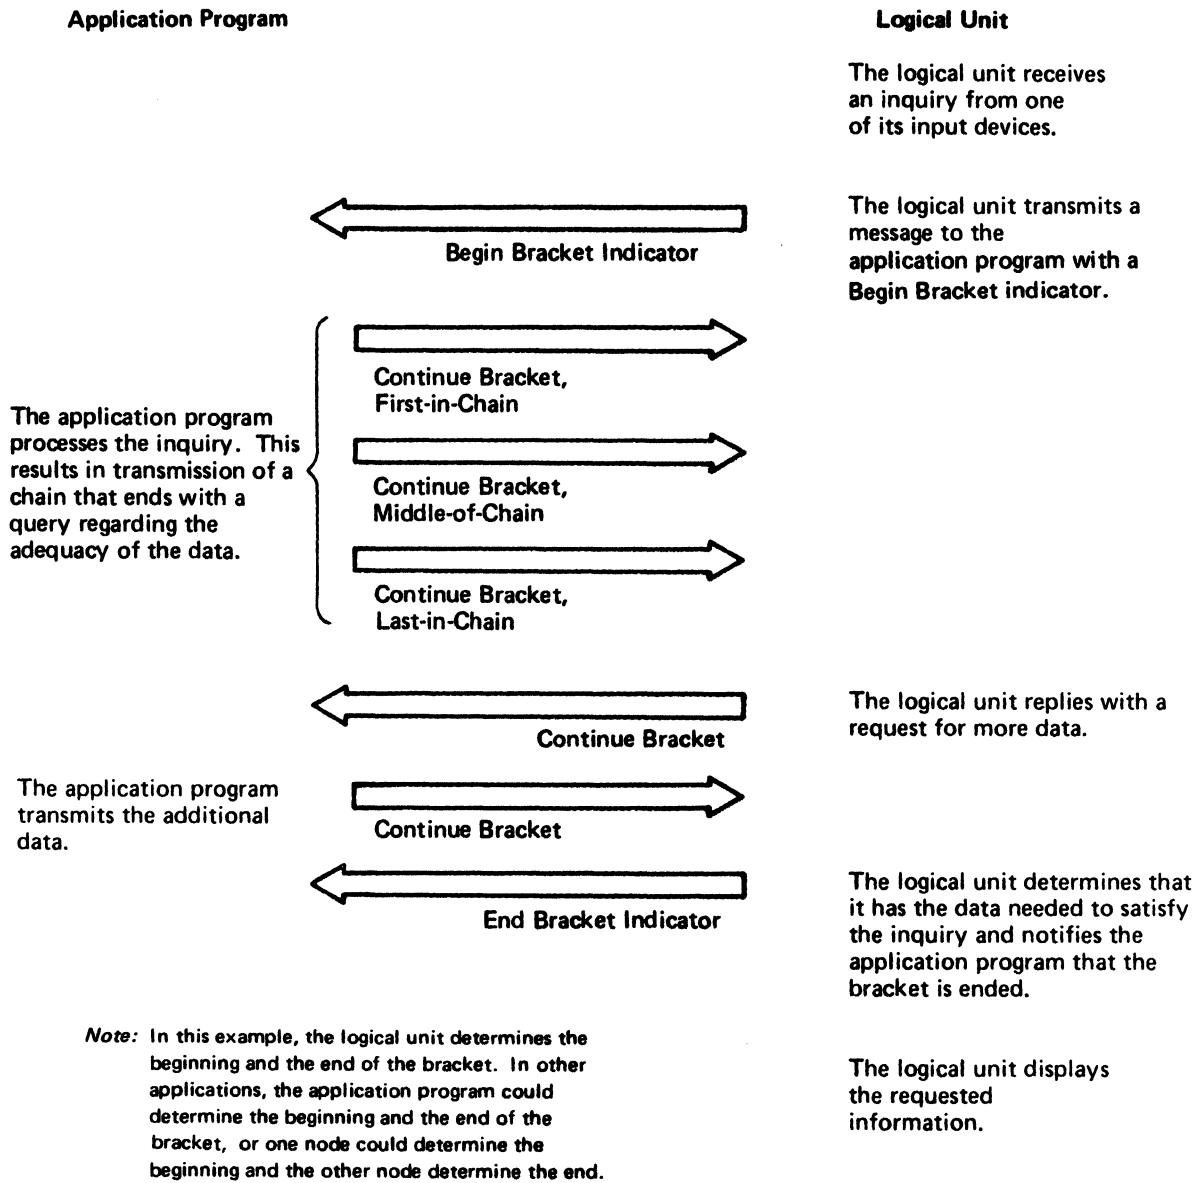 Application Program
Logical Unit
The logical unit receives
an inquiry from one
of its input devices.
The logical unit transmits a
message to the
application program with a
Begin Bracket indicator.
Begin Bracket Indicator
The application program
processes the inquiry. This
results in transmission of a
chain that ends with a
query regarding the
adequacy of the data.
Continue Bracket,
First-in-Chain
Continue Bracket,
Middle-of-Chain
Continue Bracket,
Last-in-Chain
The logical unit replies with a
request for more data.
Continue Bracket
The application program
transmits the additional
data.
Continue Bracket
The logical unit determines that
it has the data needed to satisfy
the inquiry and notifies the
application program that the
bracket is ended.
End Bracket Indicator
Note: In this example, the logical unit determines the
beginning and the end of the bracket. In other
applications, the application program could
determine the beginning and the end of the
bracket, or one node could determine the
beginning and the other node determine the end.
The logical unit displays
the requested
information.